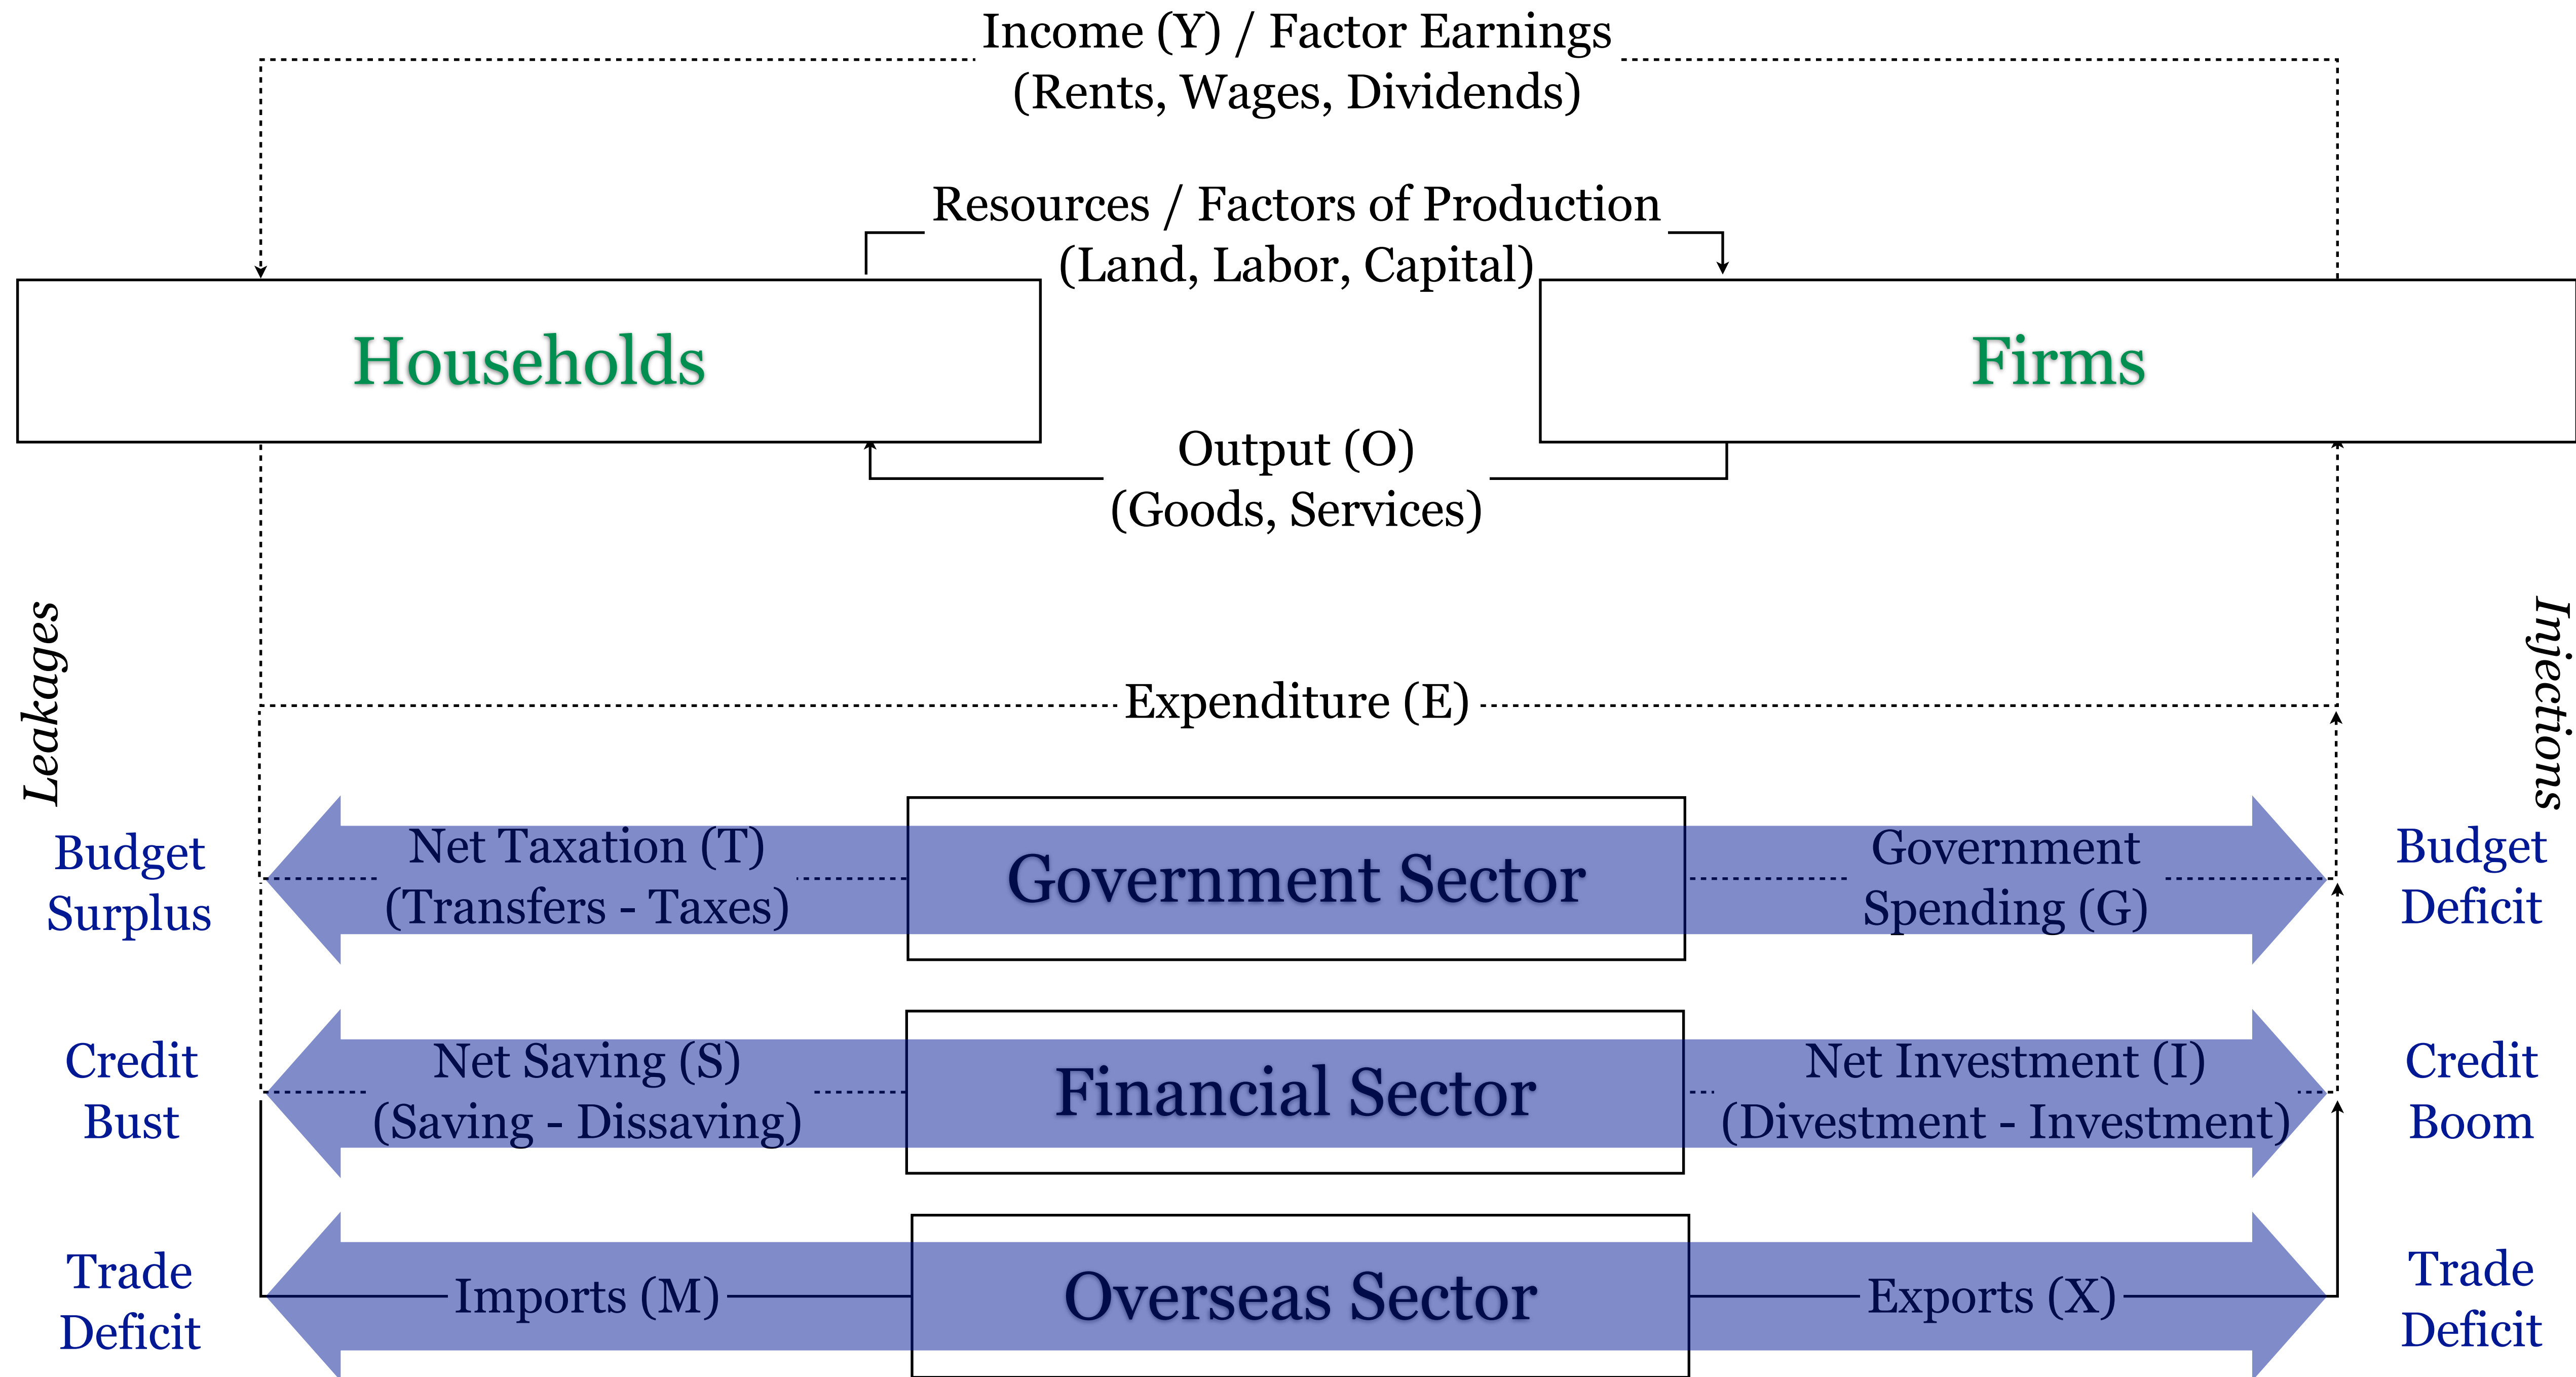 Income (Y) / Factor Earnings
(Rents, Wages, Dividends)
Resources / Factors of Production
(Land, Labor, Capital)
Households
Firms
Output (O)
(Goods, Services)
Leakages
Injections
Expenditure (E)
Budget
Surplus
Net Taxation (T)
(Transfers - Taxes)
Government Sector
Government
Spending (G)
Budget
Deficit
Credit
Bust
Net Saving (S)
(Saving - Dissaving)
Financial Sector
Net Investment (I)
(Divestment - Investment)
Credit
Boom
Trade
Deficit
Imports (M)
Overseas Sector
Exports (X)
Trade
Deficit